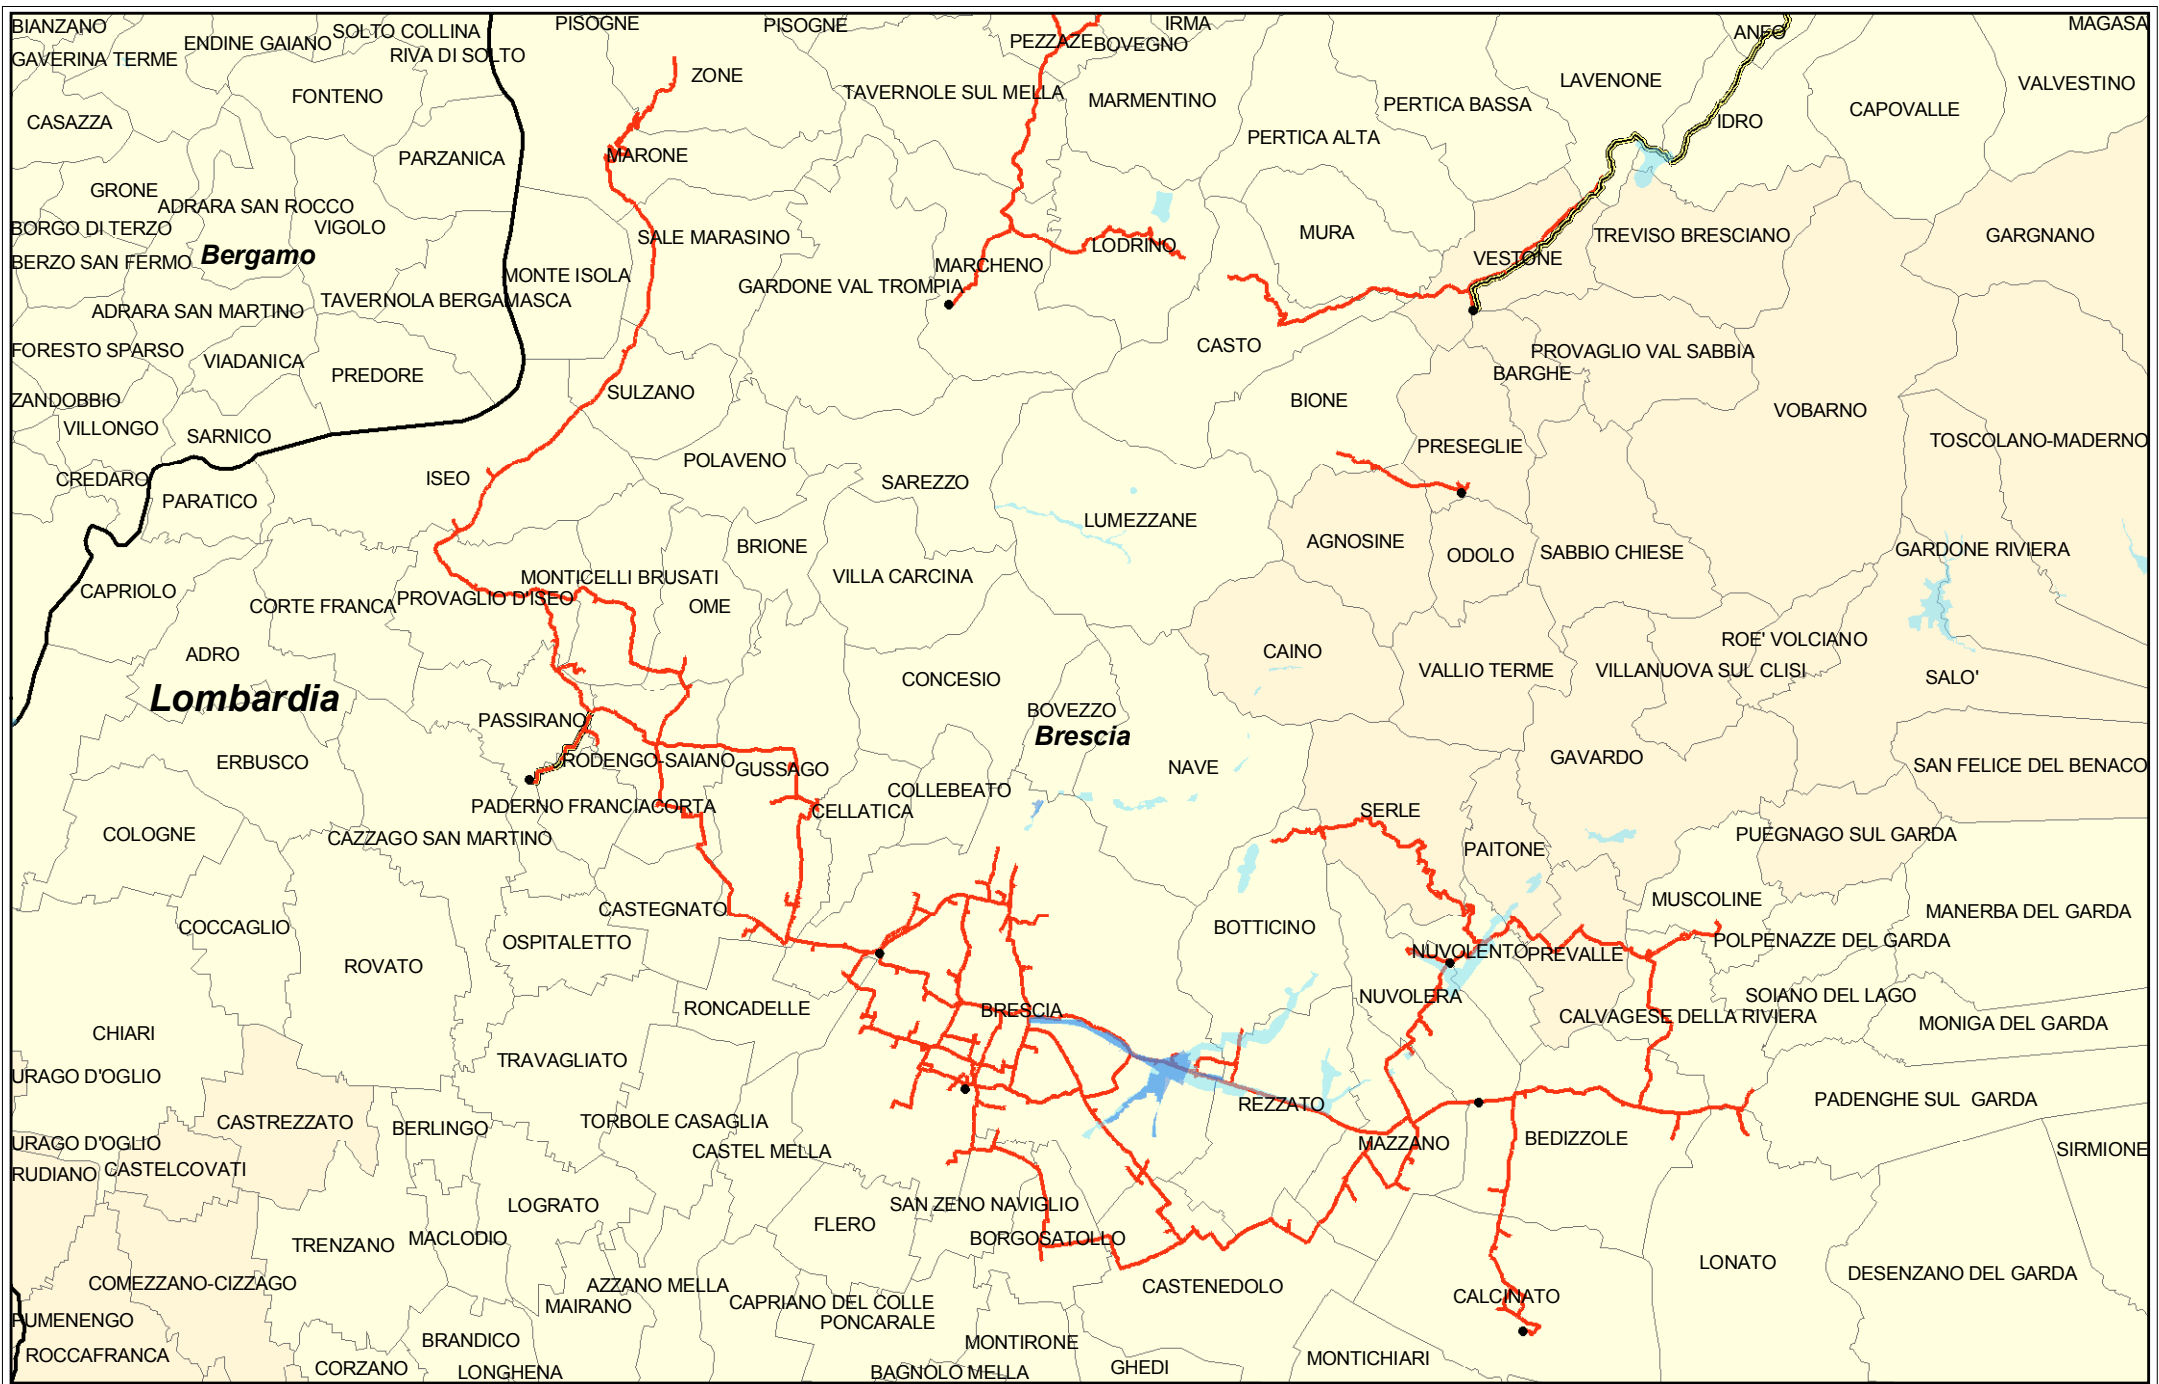 BIANZANO
ENDINE GAIANO
SOLTO COLLINA
PISOGNE
PISOGNE
IRMA
ANFO
MAGASA
GAVERINA TERME
RIVA DI SOLTO
PEZZAZE
BOVEGNO
ZONE
LAVENONE
VALVESTINO
FONTENO
TAVERNOLE SUL MELLA
MARMENTINO
PERTICA BASSA
CAPOVALLE
CASAZZA
IDRO
PERTICA ALTA
PARZANICA
MARONE
GRONE
ADRARA SAN ROCCO
BORGO DI TERZO
VIGOLO
SALE MARASINO
LODRINO
MURA
TREVISO BRESCIANO
GARGNANO
Bergamo
BERZO SAN FERMO
MONTE ISOLA
MARCHENO
VESTONE
GARDONE VAL TROMPIA
TAVERNOLA BERGAMASCA
ADRARA SAN MARTINO
FORESTO SPARSO
VIADANICA
CASTO
PROVAGLIO VAL SABBIA
PREDORE
BARGHE
ZANDOBBIO
SULZANO
BIONE
VOBARNO
VILLONGO
SARNICO
PRESEGLIE
TOSCOLANO-MADERNO
CREDARO
ISEO
POLAVENO
SAREZZO
PARATICO
LUMEZZANE
BRIONE
AGNOSINE
ODOLO
SABBIO CHIESE
GARDONE RIVIERA
CAPRIOLO
MONTICELLI BRUSATI
VILLA CARCINA
CORTE FRANCA
PROVAGLIO D'ISEO
OME
ADRO
CAINO
ROE' VOLCIANO
VALLIO TERME
VILLANUOVA SUL CLISI
SALO'
Lombardia
CONCESIO
BOVEZZO
PASSIRANO
Brescia
ERBUSCO
RODENGO-SAIANO
GUSSAGO
NAVE
GAVARDO
SAN FELICE DEL BENACO
COLLEBEATO
PADERNO FRANCIACORTA
CELLATICA
SERLE
COLOGNE
CAZZAGO SAN MARTINO
PUEGNAGO SUL GARDA
PAITONE
MUSCOLINE
CASTEGNATO
MANERBA DEL GARDA
COCCAGLIO
OSPITALETTO
BOTTICINO
POLPENAZZE DEL GARDA
NUVOLENTO
PREVALLE
ROVATO
NUVOLERA
SOIANO DEL LAGO
RONCADELLE
BRESCIA
CALVAGESE DELLA RIVIERA
MONIGA DEL GARDA
CHIARI
TRAVAGLIATO
URAGO D'OGLIO
REZZATO
PADENGHE SUL GARDA
CASTREZZATO
BERLINGO
TORBOLE CASAGLIA
URAGO D'OGLIO
MAZZANO
BEDIZZOLE
CASTEL MELLA
SIRMIONE
RUDIANO
CASTELCOVATI
LOGRATO
SAN ZENO NAVIGLIO
FLERO
TRENZANO
MACLODIO
BORGOSATOLLO
LONATO
DESENZANO DEL GARDA
COMEZZANO-CIZZAGO
AZZANO MELLA
CASTENEDOLO
CALCINATO
MAIRANO
CAPRIANO DEL COLLE
PUMENENGO
PONCARALE
BRANDICO
MONTIRONE
ROCCAFRANCA
CORZANO
LONGHENA
BAGNOLO MELLA
GHEDI
MONTICHIARI